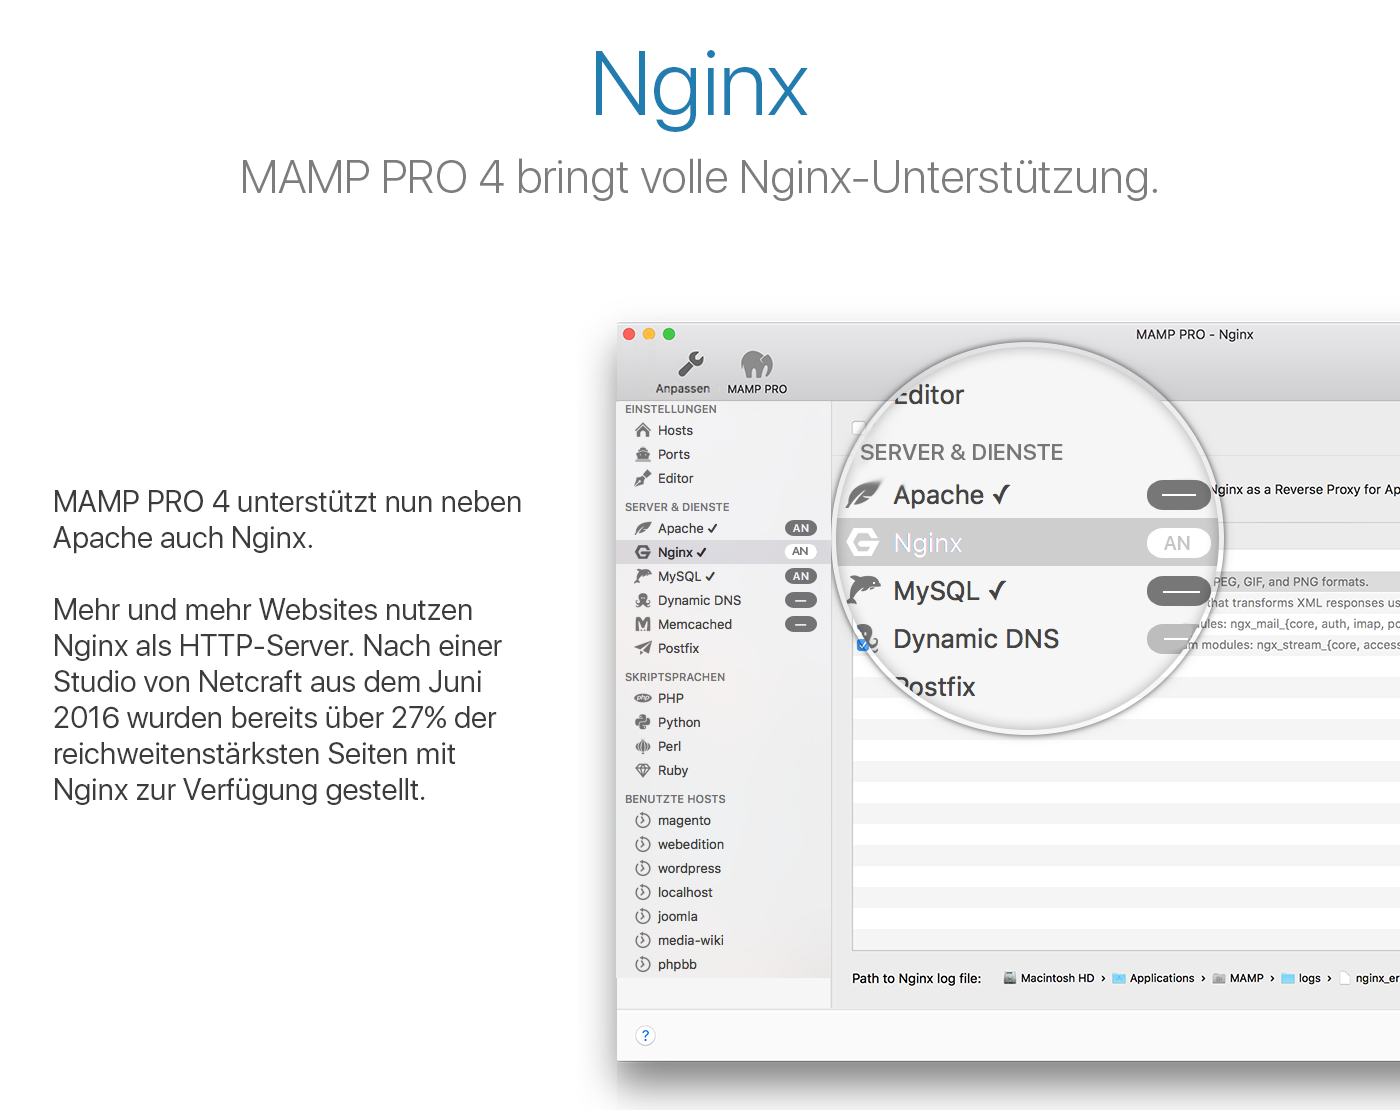 Nginx
MAMP PRO 4 bringt volle Nginx-Unterstützung.
MAMP PRO 4 unterstützt nun neben
Apache auch Nginx.
Mehr und mehr Websites nutzen
Nginx als HTTP-Server. Nach einer
Studio von Netcraft aus dem Juni
2016 wurden bereits über 27% der
reichweitenstärksten Seiten mit
Nginx zur Verfügung gestellt.
MAMP PRO - Nginx
Anpassen
MAMP PRO
EINSTELLUNGEN
Hosts
Ports
Editor
SERVER & DIENSTE
Apache ✓ AN
Nginx ✓ AN
MySQL ✓ AN
Dynamic DNS —
Memcached —
Postfix
SKRIPTSPRACHEN
php PHP
Python
Perl
Ruby
BENUTZTE HOSTS
magento
webedition
wordpress
localhost
joomla
media-wiki
phpbb
Editor
SERVER & DIENSTE
Apache ✓ —
Nginx AN
MySQL ✓ —
Dynamic DNS —
Postfix
Nginx as a Reverse Proxy for
PEG, GIF, and PNG formats.
that transforms XML responses
ngx_mail_{core, auth, imap,
modules: ngx_stream_{core,
Path to Nginx log file: Macintosh HD › Applications › MAMP › logs › nginx_er
?